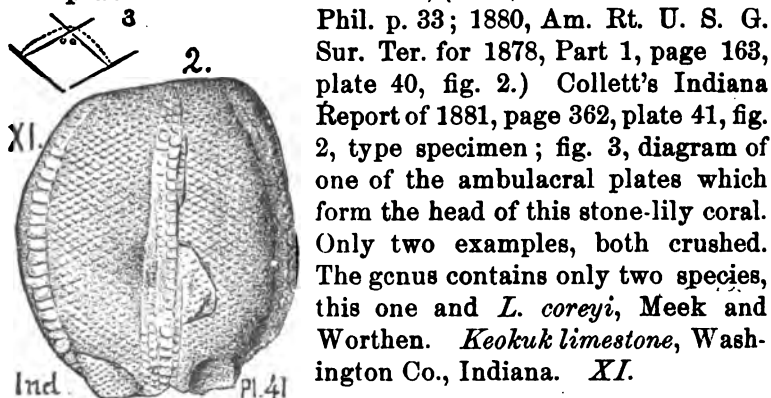 3
2.
XI.
Ind.
Pl.41
Phil. p. 33; 1880, Am. Rt. U. S. G.
Sur. Ter. for 1878, Part 1, page 163,
plate 40, fig. 2.) Collett's Indiana
Report of 1881, page 362, plate 41, fig.
2, type specimen; fig. 3, diagram of
one of the ambulacral plates which
form the head of this stone-lily coral.
Only two examples, both crushed.
The genus contains only two species,
this one and L. coreyi, Meek and
Worthen. Keokuk limestone, Wash-
ington Co., Indiana. XI.